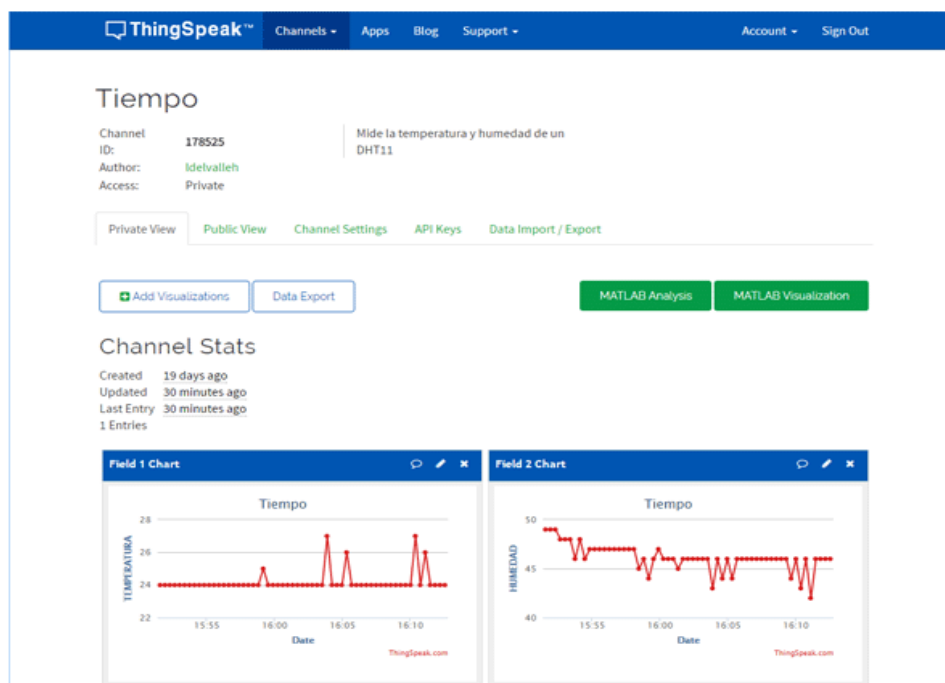 ThingSpeak™ Channels Apps Blog Support Account Sign Out
Tiempo
Channel ID: 178525
Author: ldelvalleh
Access: Private
Mide la temperatura y humedad de un
DHT11
Private View Public View Channel Settings API Keys Data Import / Export
Add Visualizations Data Export MATLAB Analysis MATLAB Visualization
Channel Stats
Created 19 days ago
Updated 30 minutes ago
Last Entry 30 minutes ago
1 Entries
Field 1 Chart
Tiempo
TEMPERATURA
28
26
24
22
15:55 16:00 16:05 16:10
Date
ThingSpeak.com
Field 2 Chart
Tiempo
HUMEDAD
50
45
40
15:55 16:00 16:05 16:10
Date
ThingSpeak.com